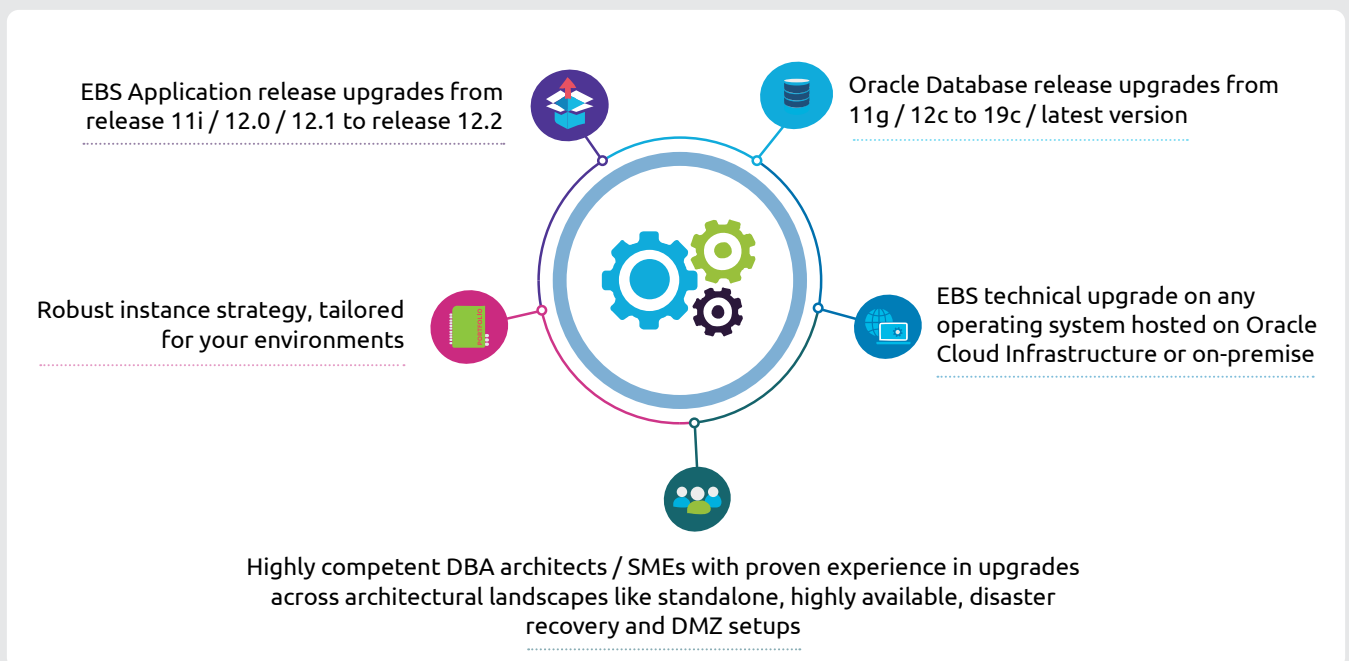 EBS Application release upgrades from
release 11i / 12.0 / 12.1 to release 12.2
Oracle Database release upgrades from
11g / 12c to 19c / latest version
Robust instance strategy, tailored
for your environments
PORTFOLIO
EBS technical upgrade on any
operating system hosted on Oracle
Cloud Infrastructure or on-premise
Highly competent DBA architects / SMEs with proven experience in upgrades
across architectural landscapes like standalone, highly available, disaster
recovery and DMZ setups